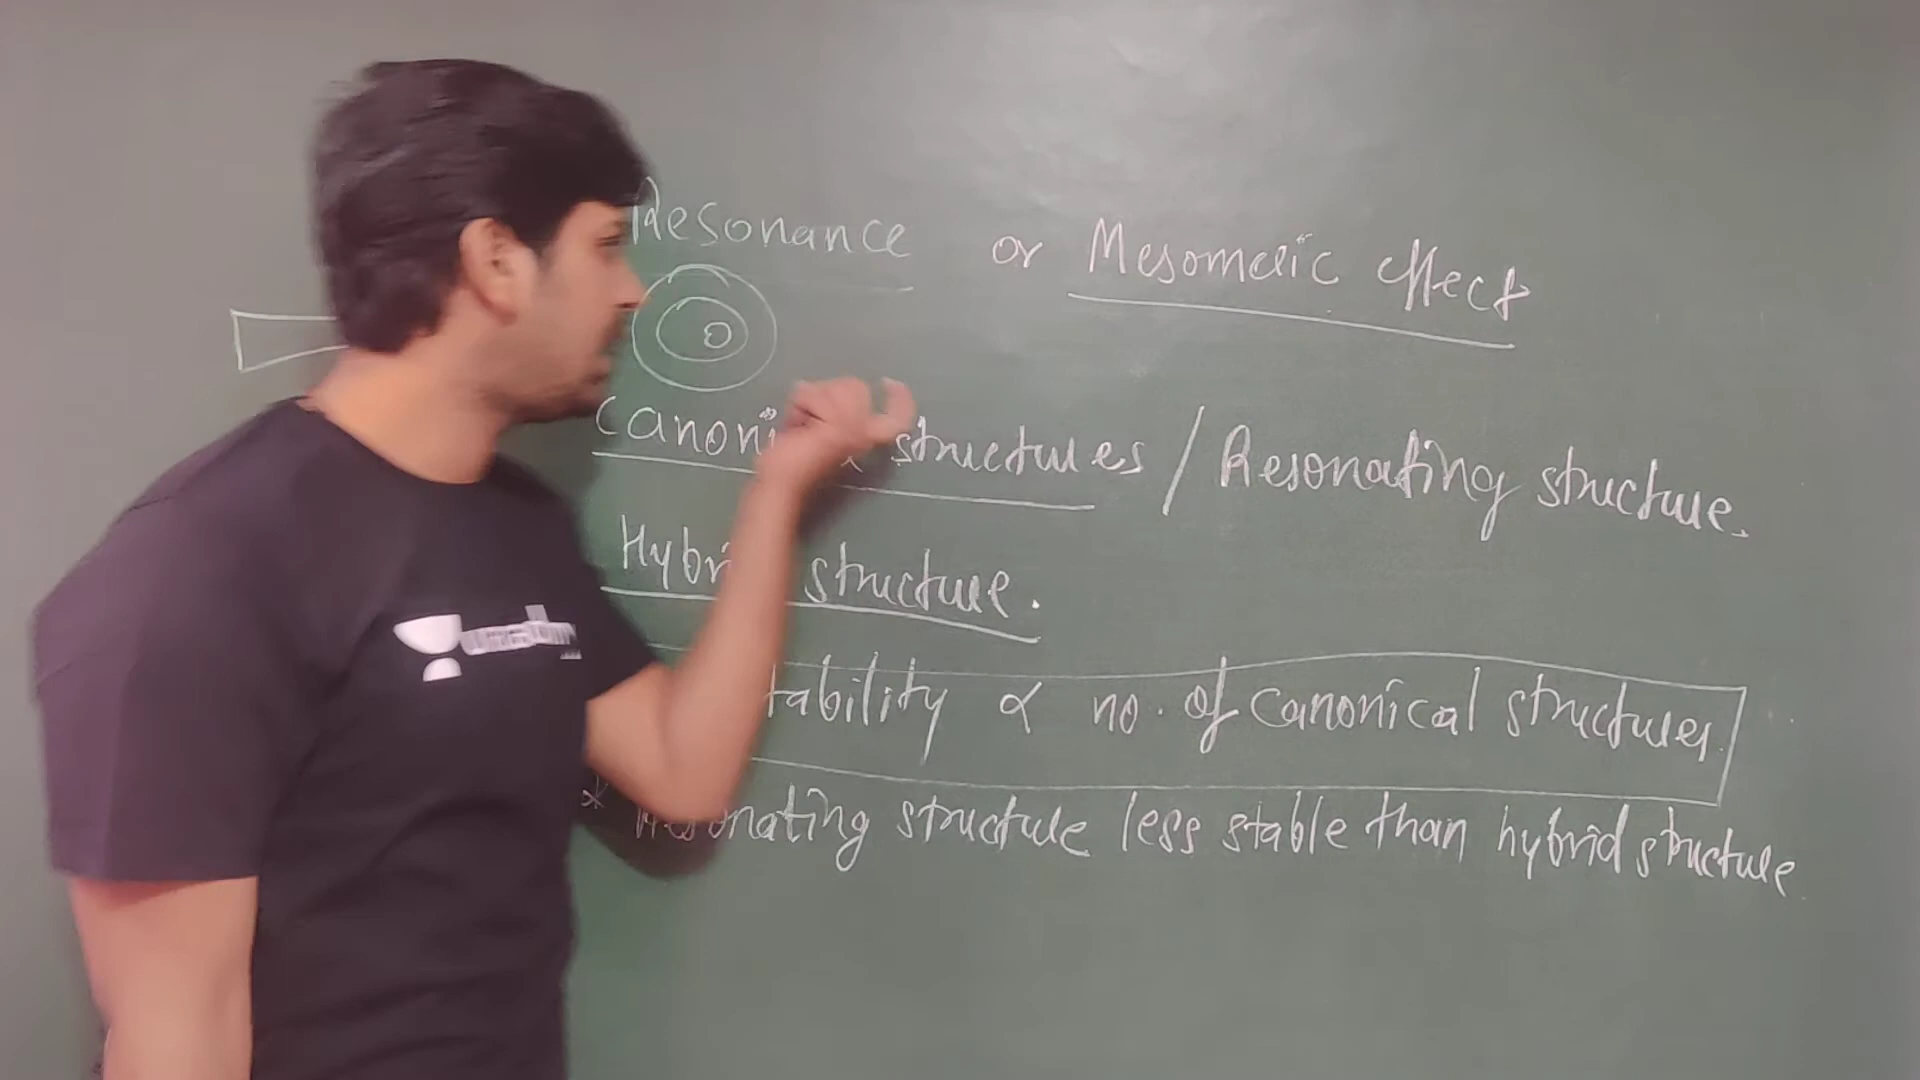 Resonance or Mesomeric effect
structures / Resonating structure.
structure.
∝ no. of canonical structures.
* structure less stable than hybrid structure.